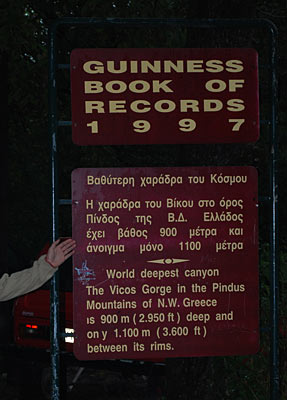 GUINNESS
BOOK OF
RECORDS
1 9 9 7
Βαθύτερη χαράδρα του Κόσμου
Η χαράδρα του Βίκου στο όρος
Πίνδος της Β.Δ. Ελλάδος
έχει βάθος 900 μέτρα και
άνοιγμα μόνο 1100 μέτρα
World deepest canyon
The Vicos Gorge in the Pindus
Mountains of N.W. Greece
is 900 m ( 2.950 ft ) deep and
on y 1.100 m ( 3.600 ft )
between its rims.